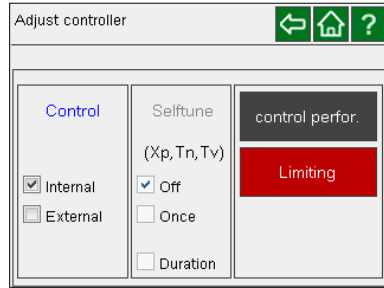 Adjust controller
?
Control
Internal
External
Selftune
(Xp,Tn,Tv)
Off
Once
Duration
control perfor.
Limiting